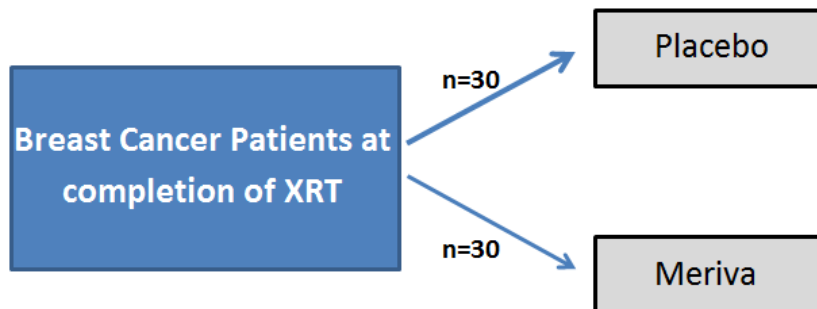 Placebo
n=30
Breast Cancer Patients at
completion of XRT
n=30
Meriva